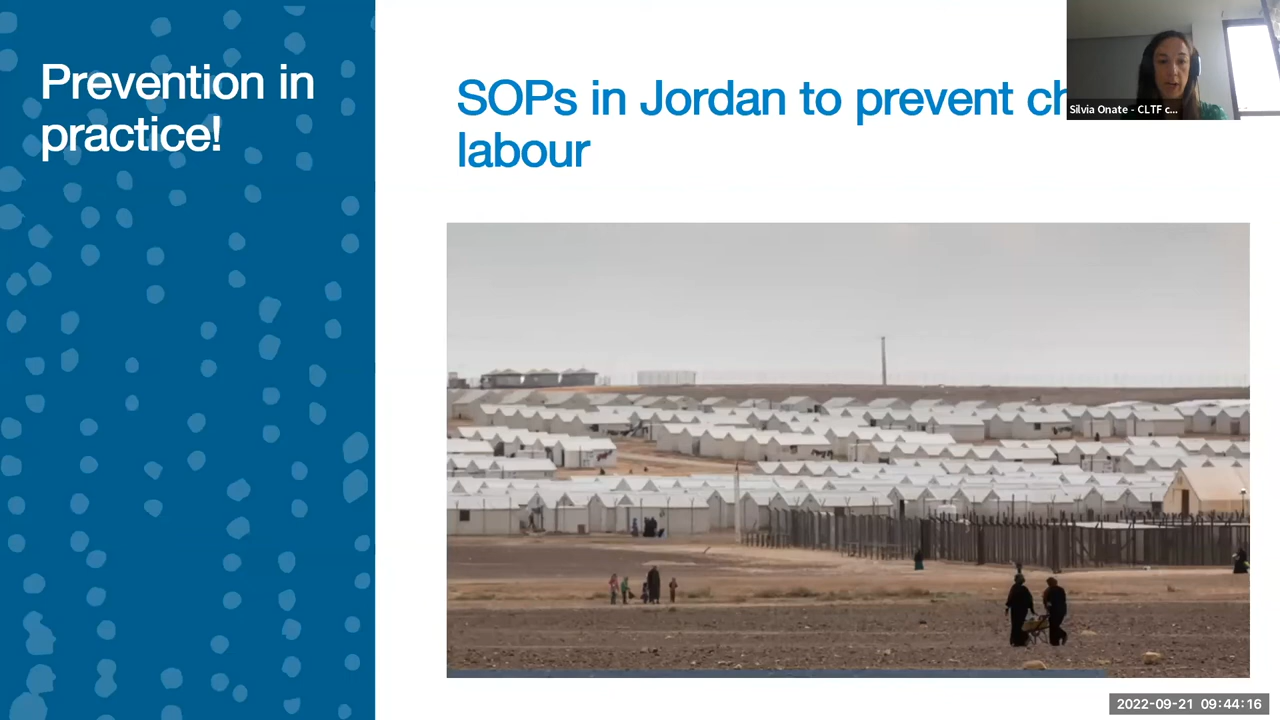 Prevention in
practice!
SOPs in Jordan to prevent ch
labour
Silvia Onate - CLTF c...
2022-09-21 09:44:16